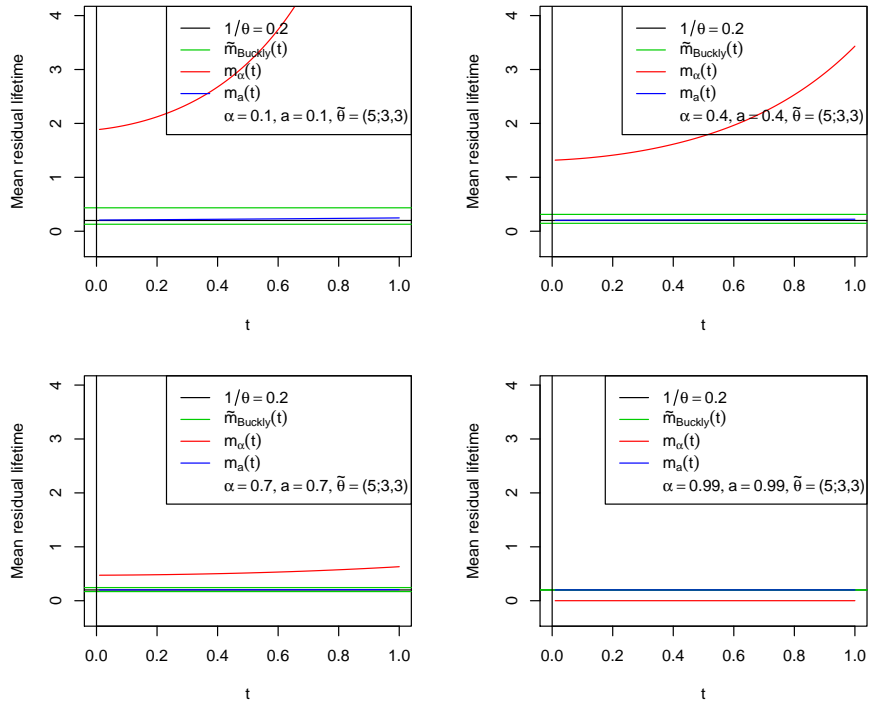 Mean residual lifetime
4
3
2
1
0
1/θ = 0.2
m̃Buckly(t)
mα(t)
ma(t)
α = 0.1, a = 0.1, θ̃ = (5;3,3)
0.0 0.2 0.4 0.6 0.8 1.0
t
Mean residual lifetime
4
3
2
1
0
1/θ = 0.2
m̃Buckly(t)
mα(t)
ma(t)
α = 0.4, a = 0.4, θ̃ = (5;3,3)
0.0 0.2 0.4 0.6 0.8 1.0
t
Mean residual lifetime
4
3
2
1
0
1/θ = 0.2
m̃Buckly(t)
mα(t)
ma(t)
α = 0.7, a = 0.7, θ̃ = (5;3,3)
0.0 0.2 0.4 0.6 0.8 1.0
t
Mean residual lifetime
4
3
2
1
0
1/θ = 0.2
m̃Buckly(t)
mα(t)
ma(t)
α = 0.99, a = 0.99, θ̃ = (5;3,3)
0.0 0.2 0.4 0.6 0.8 1.0
t